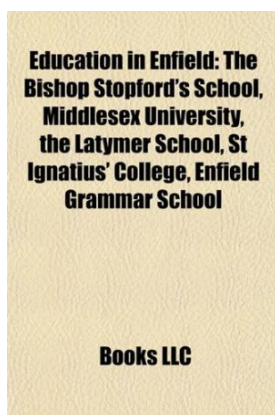 Education in Enfield: The
Bishop Stopford's School,
Middlesex University,
the Latymer School, St
Ignatius' College, Enfield
Grammar School
Books LLC